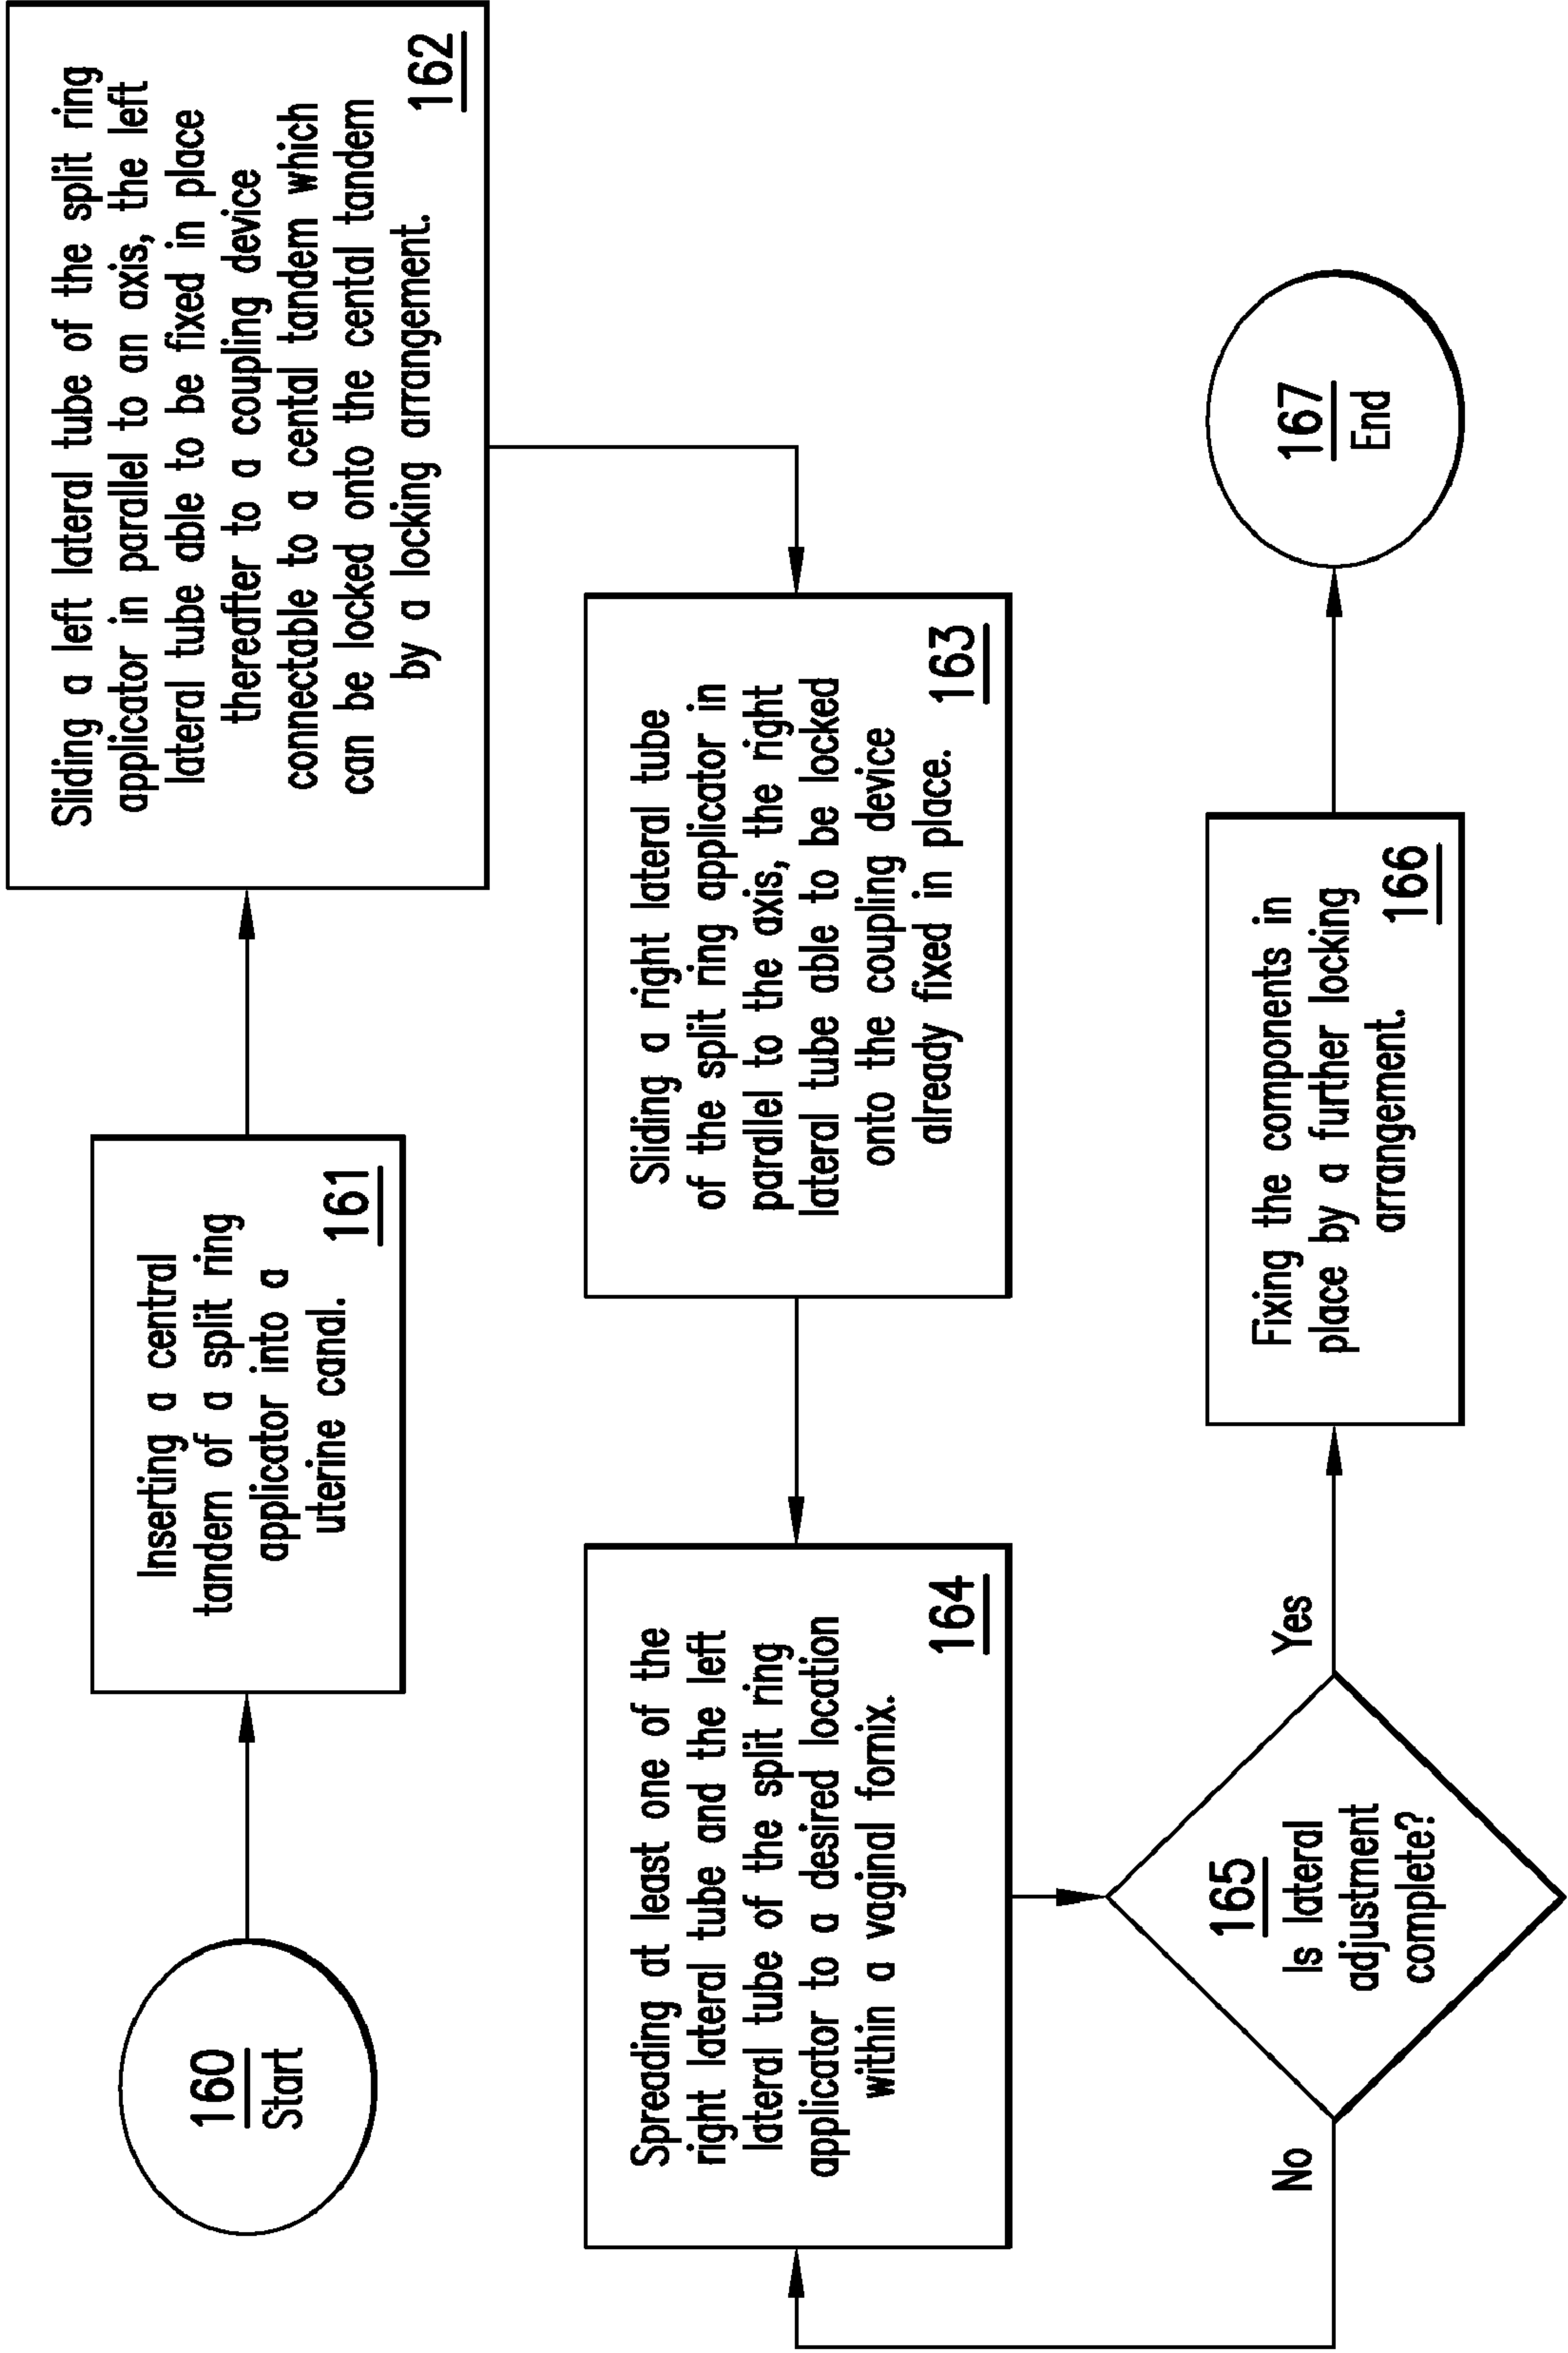 160
Start
Inserting a central
tandem of a split ring
applicator into a
uterine canal.
161
Sliding a left lateral tube of the split ring
applicator in parallel to an axis, the left
lateral tube able to be fixed in place
thereafter to a coupling device
connectable to a cental tandem which
can be locked onto the cental tandem
by a locking arrangement.
162
Sliding a right lateral tube
of the split ring applicator in
parallel to the axis, the right
lateral tube able to be locked
onto the coupling device
already fixed in place.
163
Spreading at least one of the
right lateral tube and the left
lateral tube of the split ring
applicator to a desired location
within a vaginal fornix.
164
165
Is lateral
adjustment
complete?
No
Yes
Fixing the components in
place by a further locking
arrangement.
166
167
End